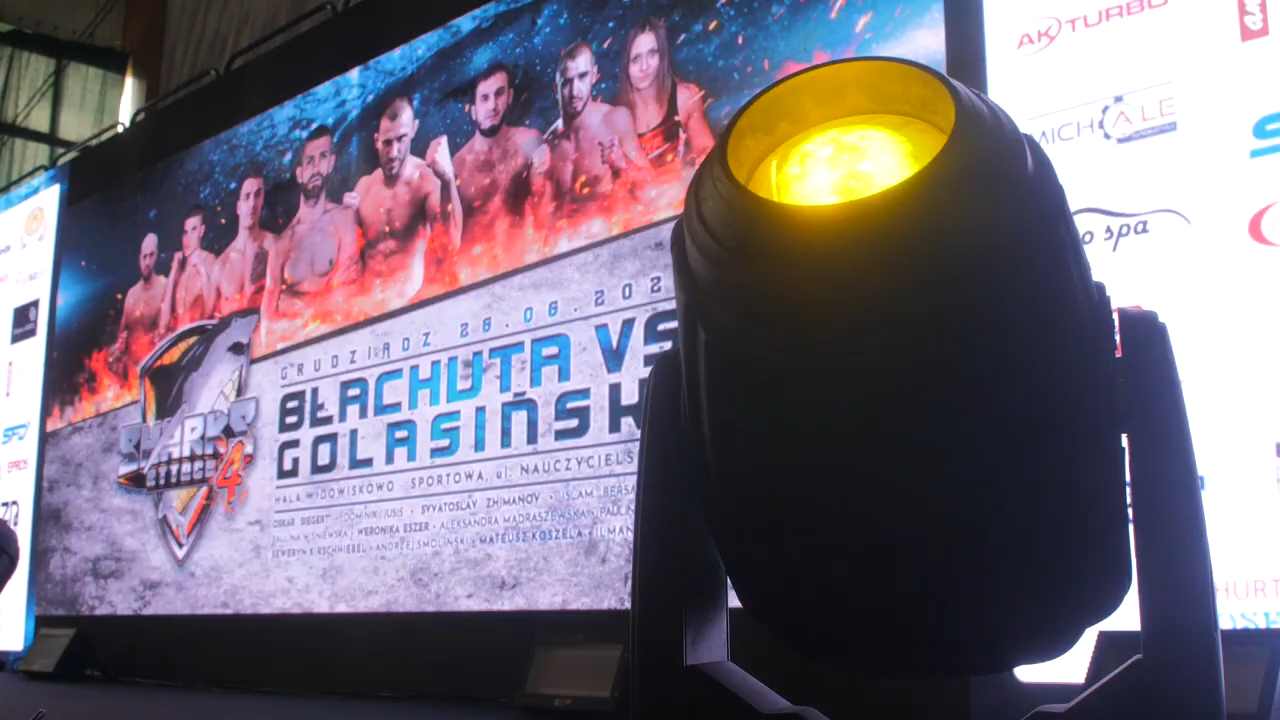 AK TURBO
MICHALE
spa
GRUDZIĄDZ 26.06.202
BŁACHUTA VS
GOLASIŃSK
SHARKS
ATTACK 4
HALA WIDOWISKOWO - SPORTOWA, ul. NAUCZYCIELS
OSKAR SIEGERT • DOMINIK JUSIS • SVYATOSLAV ZHIMANOV • ISLAM BERSA
PAULINA WIŚNIEWSKA • WERONIKA ESZER • ALEKSANDRA MADRASZEWSKA • PAULIN
SEWERYN KIRSCHHIEBEL • ANDRZEJ SMOLIŃSKI • MATEUSZ KOSZELA • ILMAN
HURT